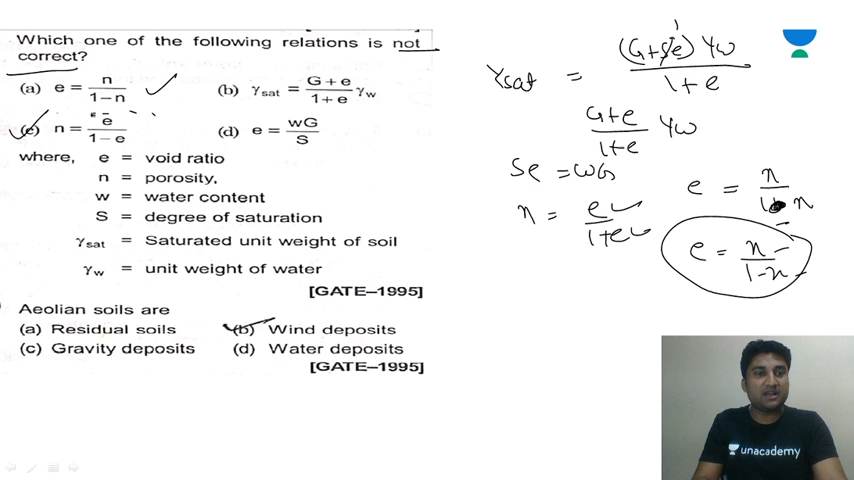 Which one of the following relations is not
correct?
(a) e = n / 1 – n
(b) γsat = G + e / 1 + e γw
(c) n = e / 1 – e
(d) e = wG / S
where, e = void ratio
n = porosity,
w = water content
S = degree of saturation
γsat = Saturated unit weight of soil
γw = unit weight of water
[GATE–1995]
Aeolian soils are
(a) Residual soils (b) Wind deposits
(c) Gravity deposits (d) Water deposits
[GATE–1995]
γsat = (G+Se) γw / 1+e
1
G+e / 1+e γw
Se = wG
n = e / 1+e
e = n / 1 n
e = n / 1-n
unacademy